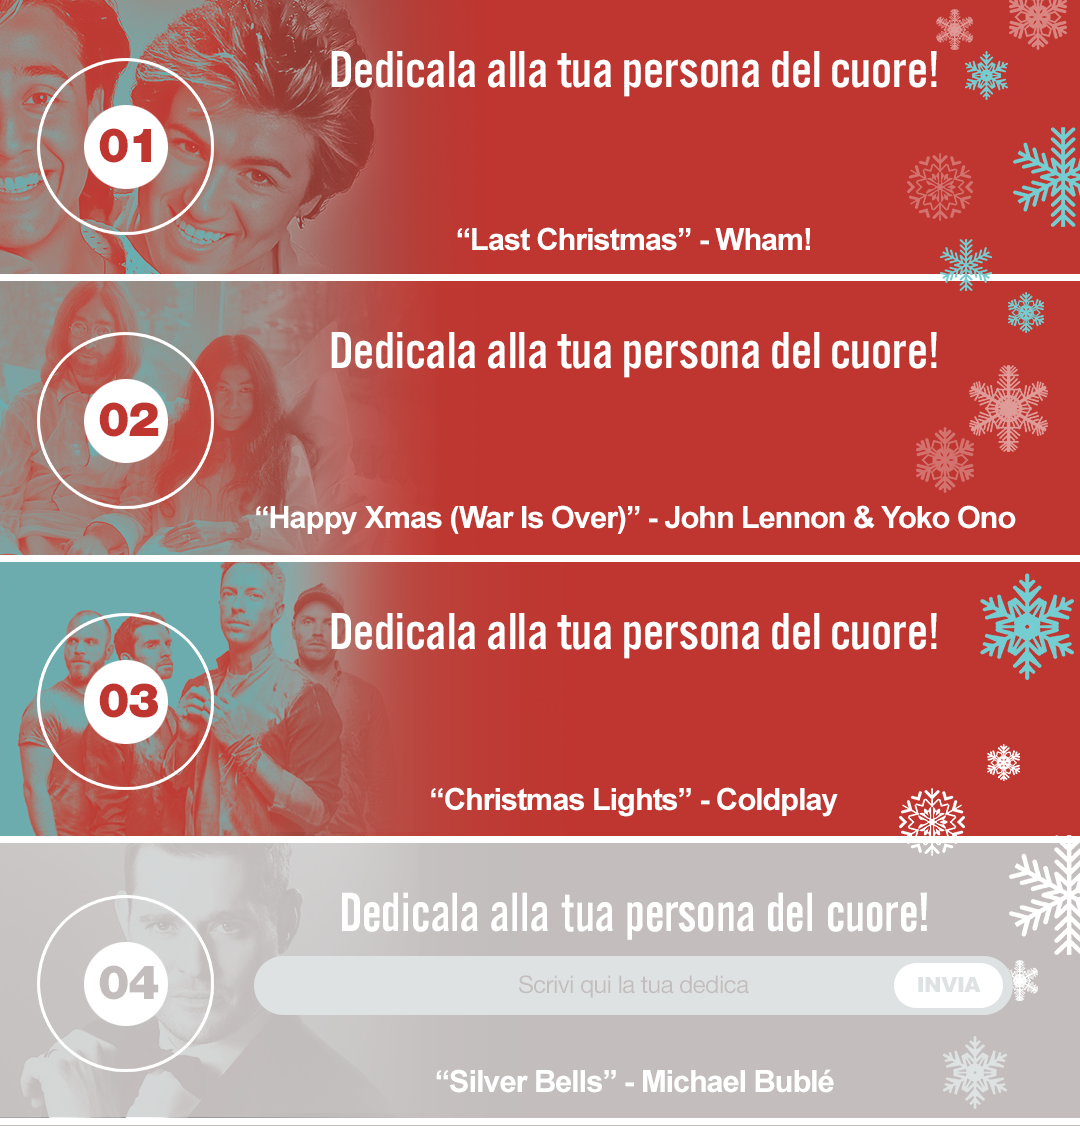 Dedicala alla tua persona del cuore!
01
“Last Christmas” - Wham!
Dedicala alla tua persona del cuore!
02
“Happy Xmas (War Is Over)” - John Lennon & Yoko Ono
Dedicala alla tua persona del cuore!
03
“Christmas Lights” - Coldplay
Dedicala alla tua persona del cuore!
04
Scrivi qui la tua dedica
INVIA
“Silver Bells” - Michael Bublé